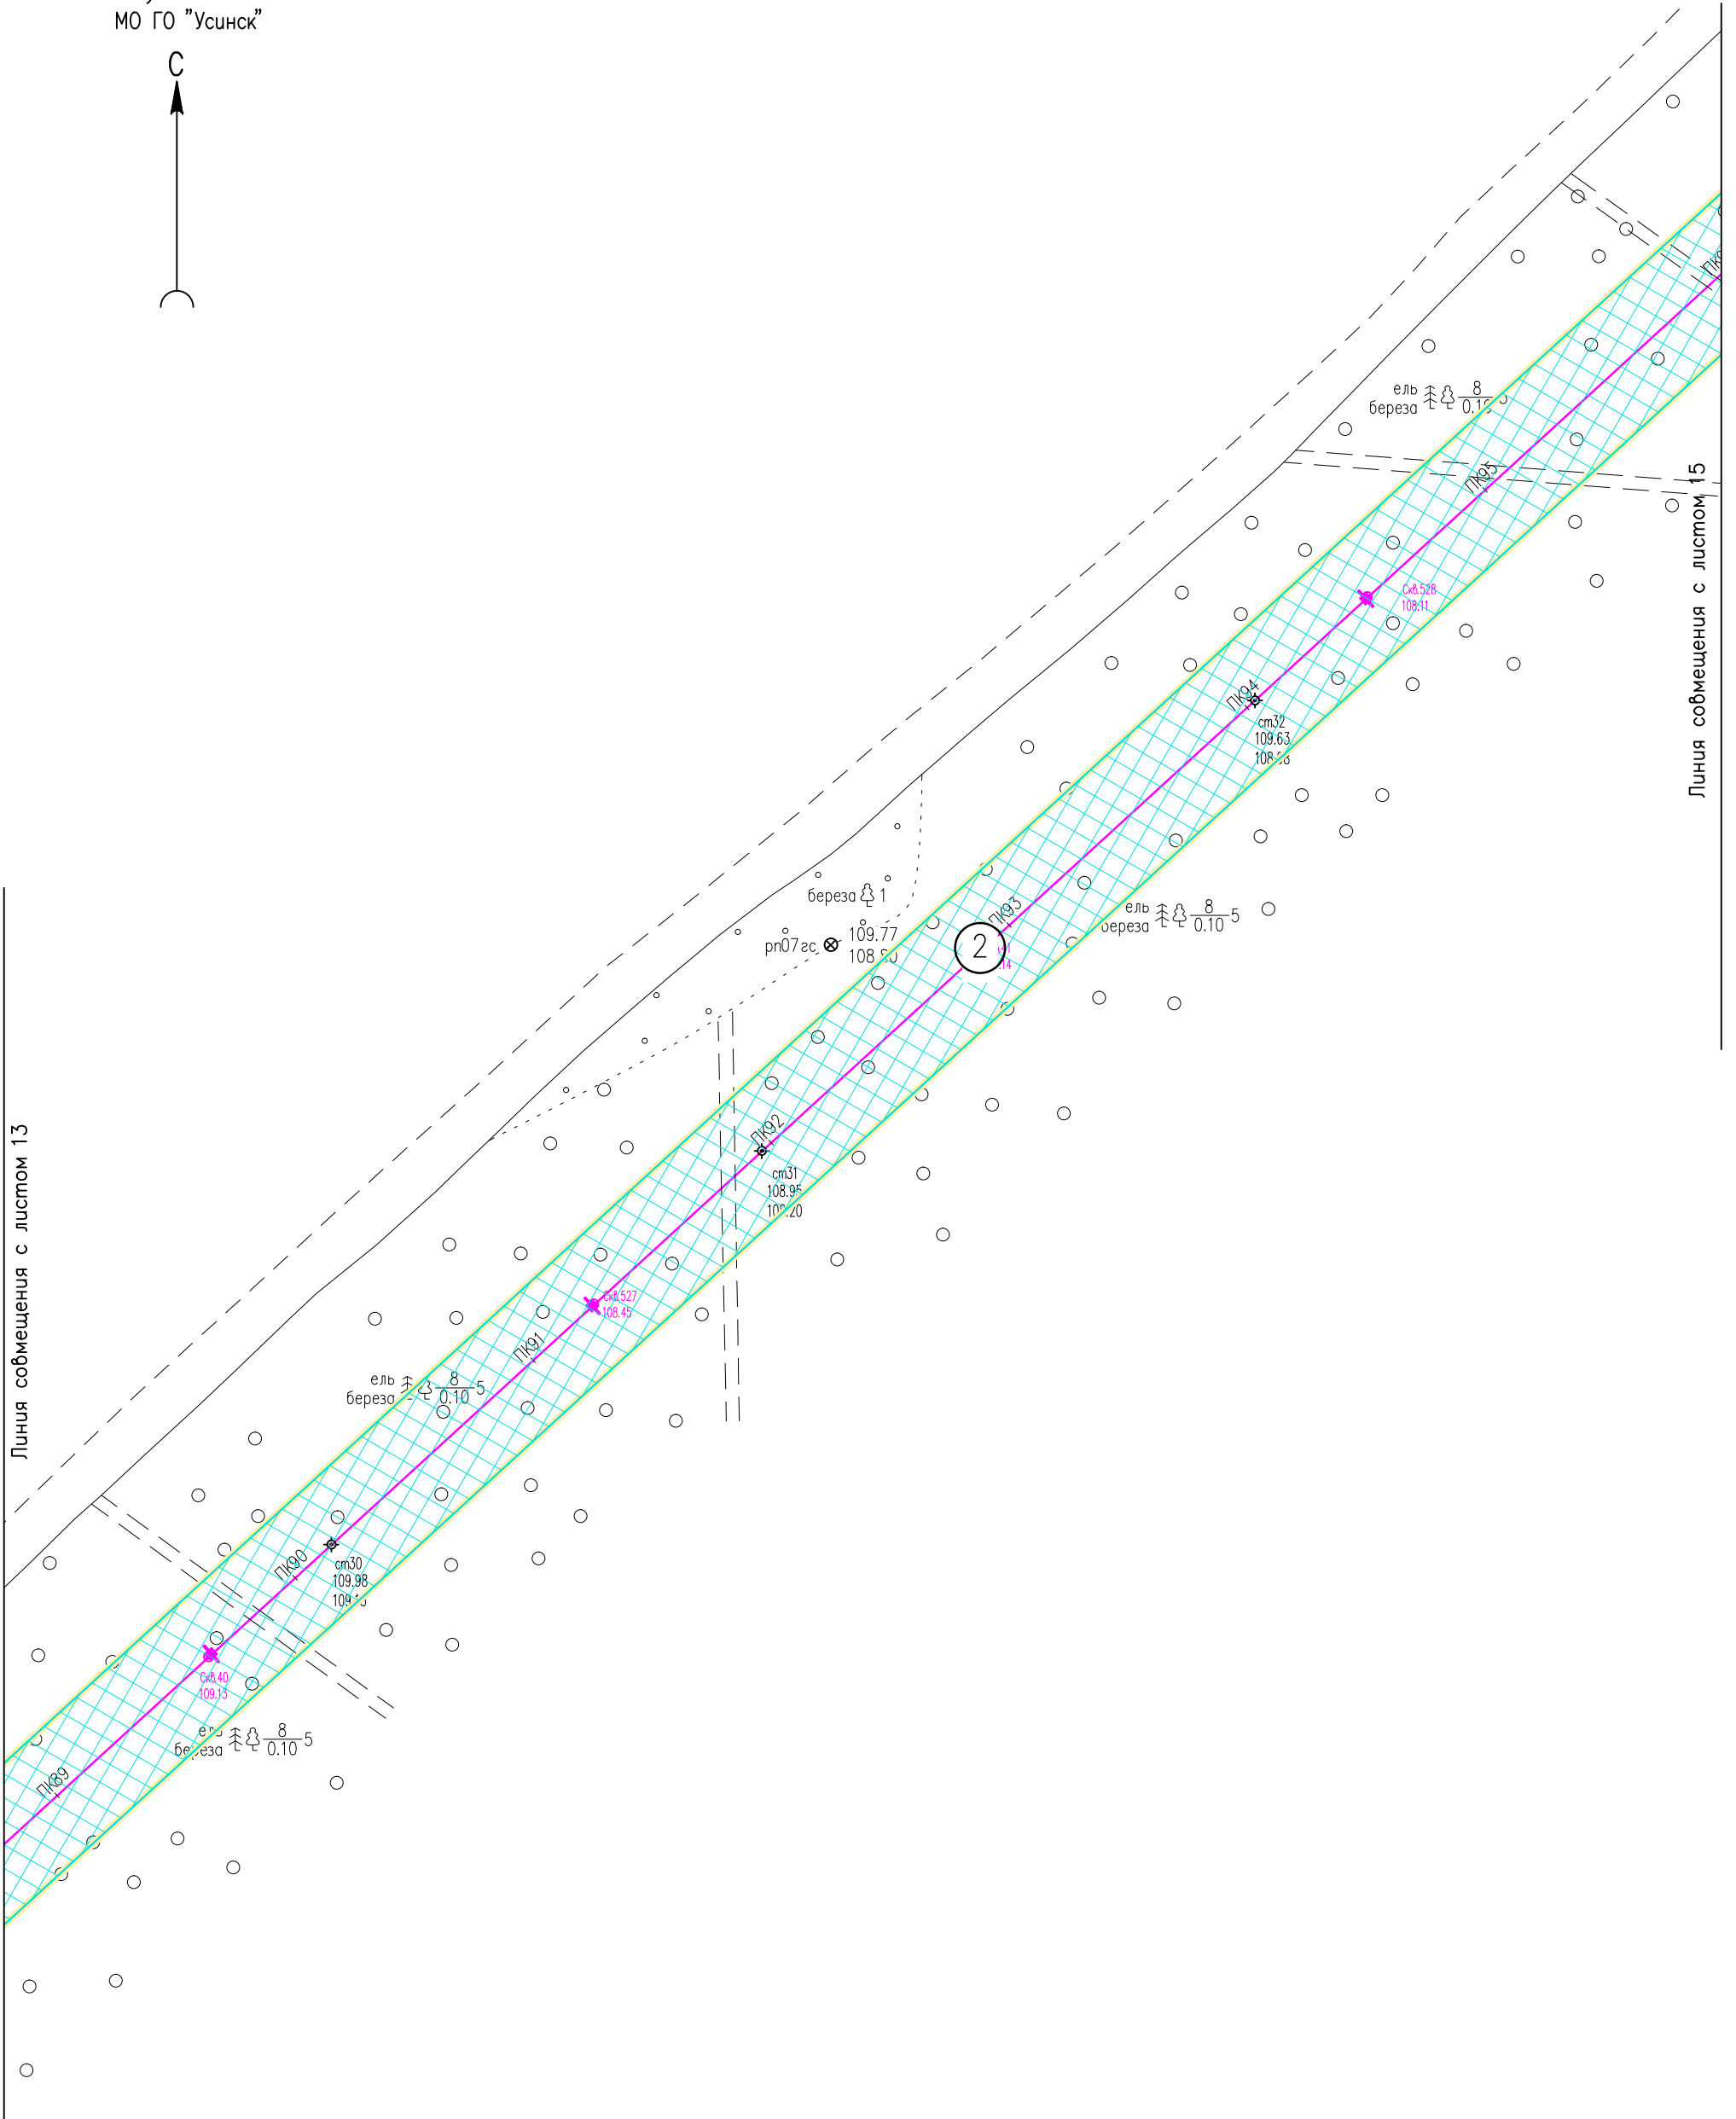 МО ГО "Усинск"
С
ель
береза
8
5
Линия совмещения с листом 15
ПК95
Скв.528
108.11
ПК94
ст32
109.63
береза 1
ПК93
ель
береза
8
0.10
5
рп07гс
109.77
2
ПК92
ст31
108.95
Линия совмещения с листом 13
Скв.527
108.45
ПК91
ель
береза
8
0.10
5
ПК90
ст30
109.98
Скв.40
109.13
ель
береза
8
0.10
5
ПК89